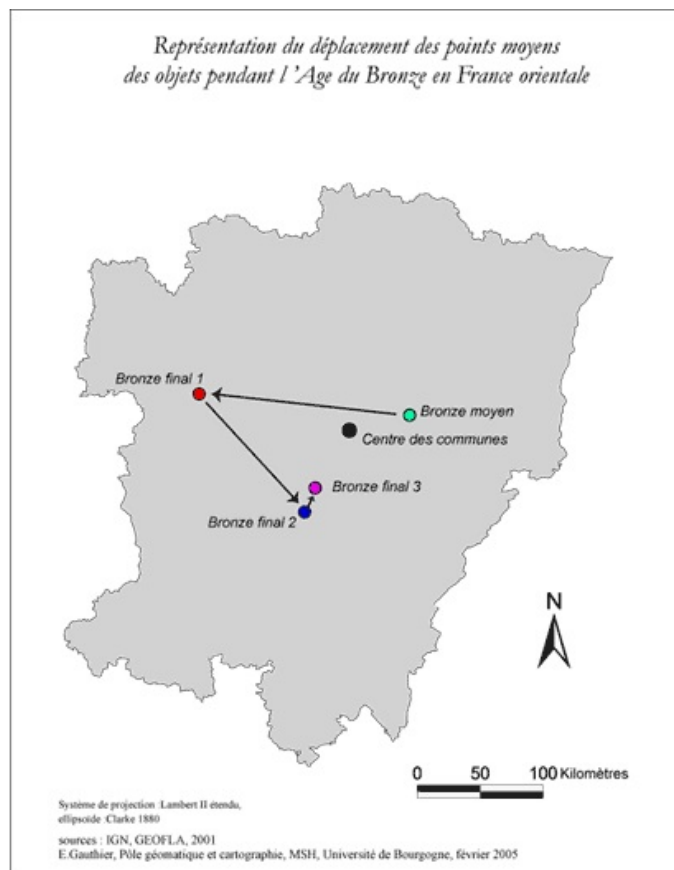 Représentation du déplacement des points moyens
des objets pendant l 'Age du Bronze en France orientale
Bronze final 1
Bronze moyen
Centre des communes
Bronze final 3
Bronze final 2
N
0 50 100 Kilomètres
Système de projection :Lambert II étendu,
ellipsoïde :Clarke 1880
sources : IGN, GEOFLA, 2001
E.Gauthier, Pôle géomatique et cartographie, MSH, Université de Bourgogne, février 2005